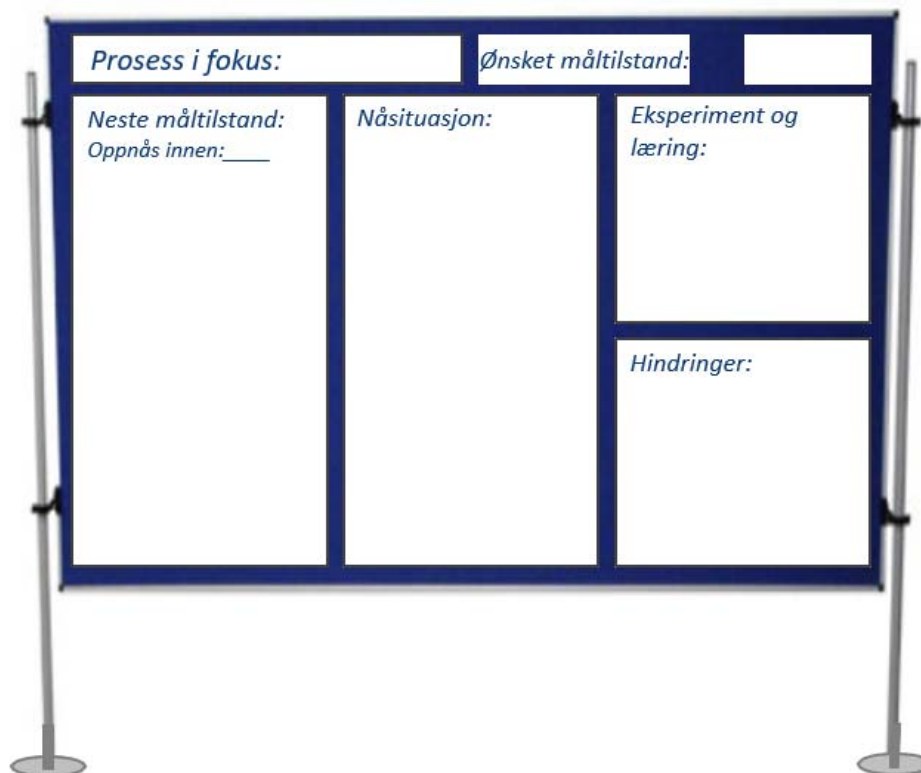 Prosess i fokus:
Ønsket måltilstand:
Neste måltilstand:
Oppnås innen:____
Nåsituasjon:
Eksperiment og
læring:
Hindringer: